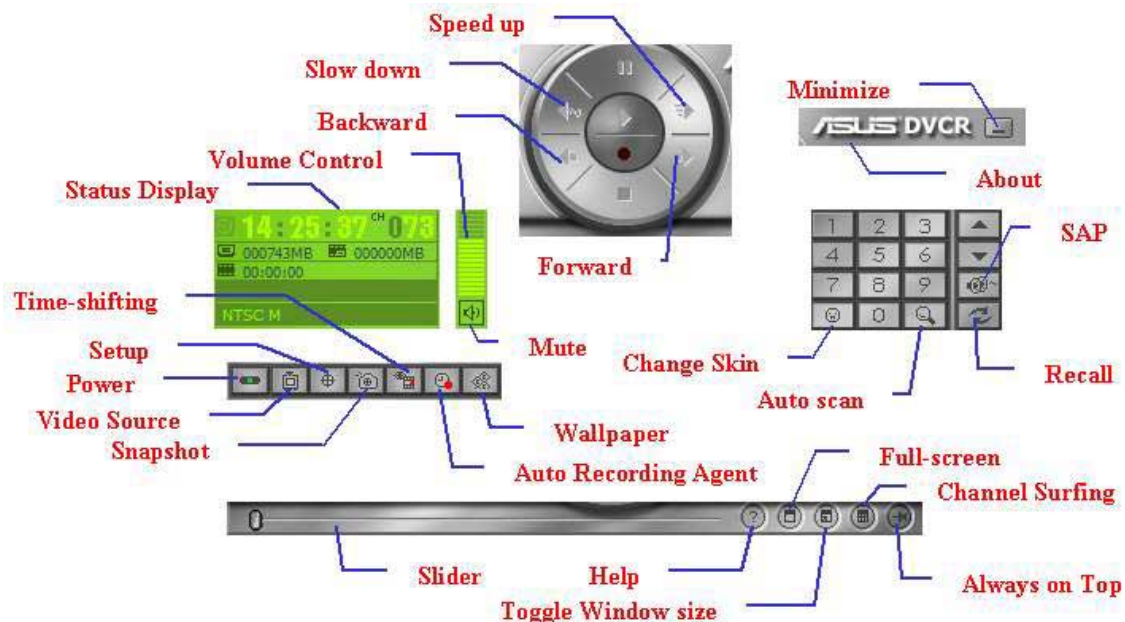 Speed up
Slow down
Minimize
Backward
ASUS DVCR
Volume Control
Status Display
About
14:25:37 CH 073
000743MB 000000MB
00:00:00
NTSC M
1 2 3
4 5 6
7 8 9
0
SAP
Forward
Time-shifting
Mute
Setup
Change Skin
Recall
Power
Auto scan
Video Source
Snapshot
Wallpaper
Auto Recording Agent
Full-screen
Channel Surfing
?
Slider
Help
Always on Top
Toggle Window size